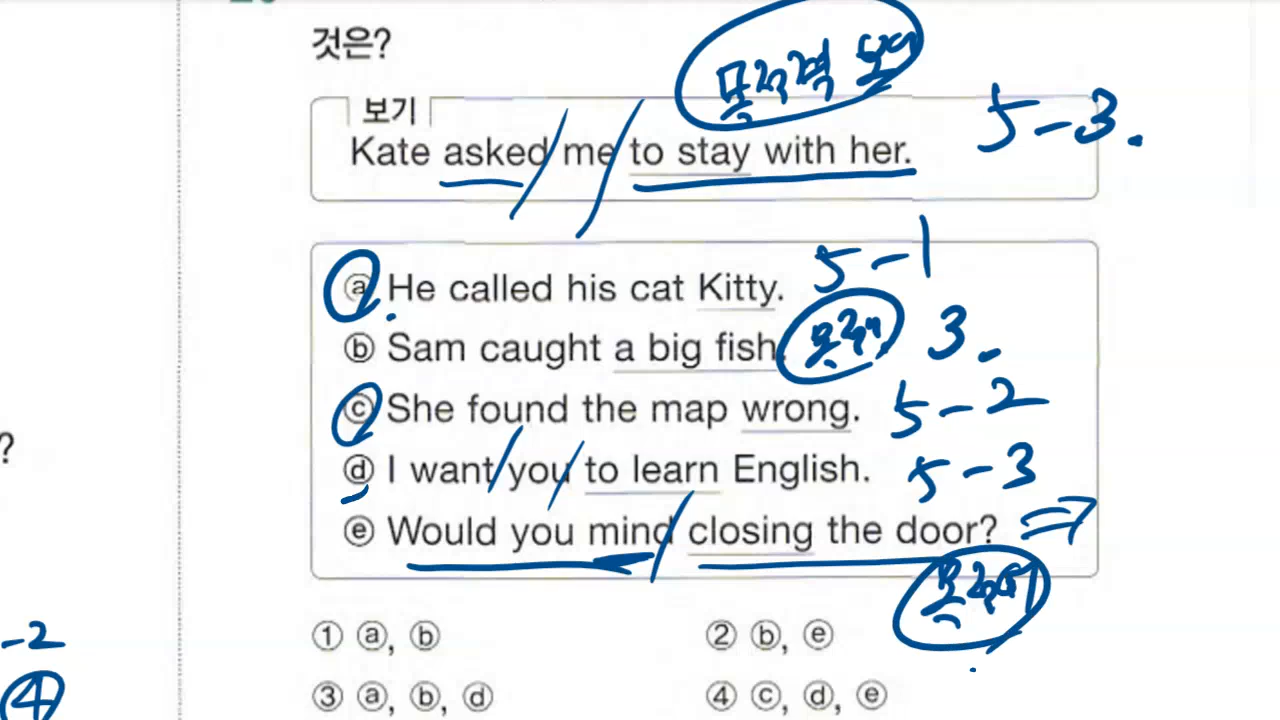 것은?
목적격 보어
보기
Kate asked me to stay with her.
5-3.
ⓐ He called his cat Kitty.
5-1
ⓑ Sam caught a big fish.
목적어
3.
ⓒ She found the map wrong.
5-2
ⓓ I want you to learn English.
5-3
ⓔ Would you mind closing the door?
목적어
?
① ⓐ, ⓑ
② ⓑ, ⓔ
-2
③ ⓐ, ⓑ, ⓓ
④ ⓒ, ⓓ, ⓔ
④